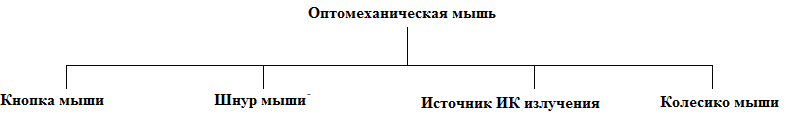 Оптомеханическая мышь
Кнопка мыши
Шнур мыши
Источник ИК излучения
Колесико мыши